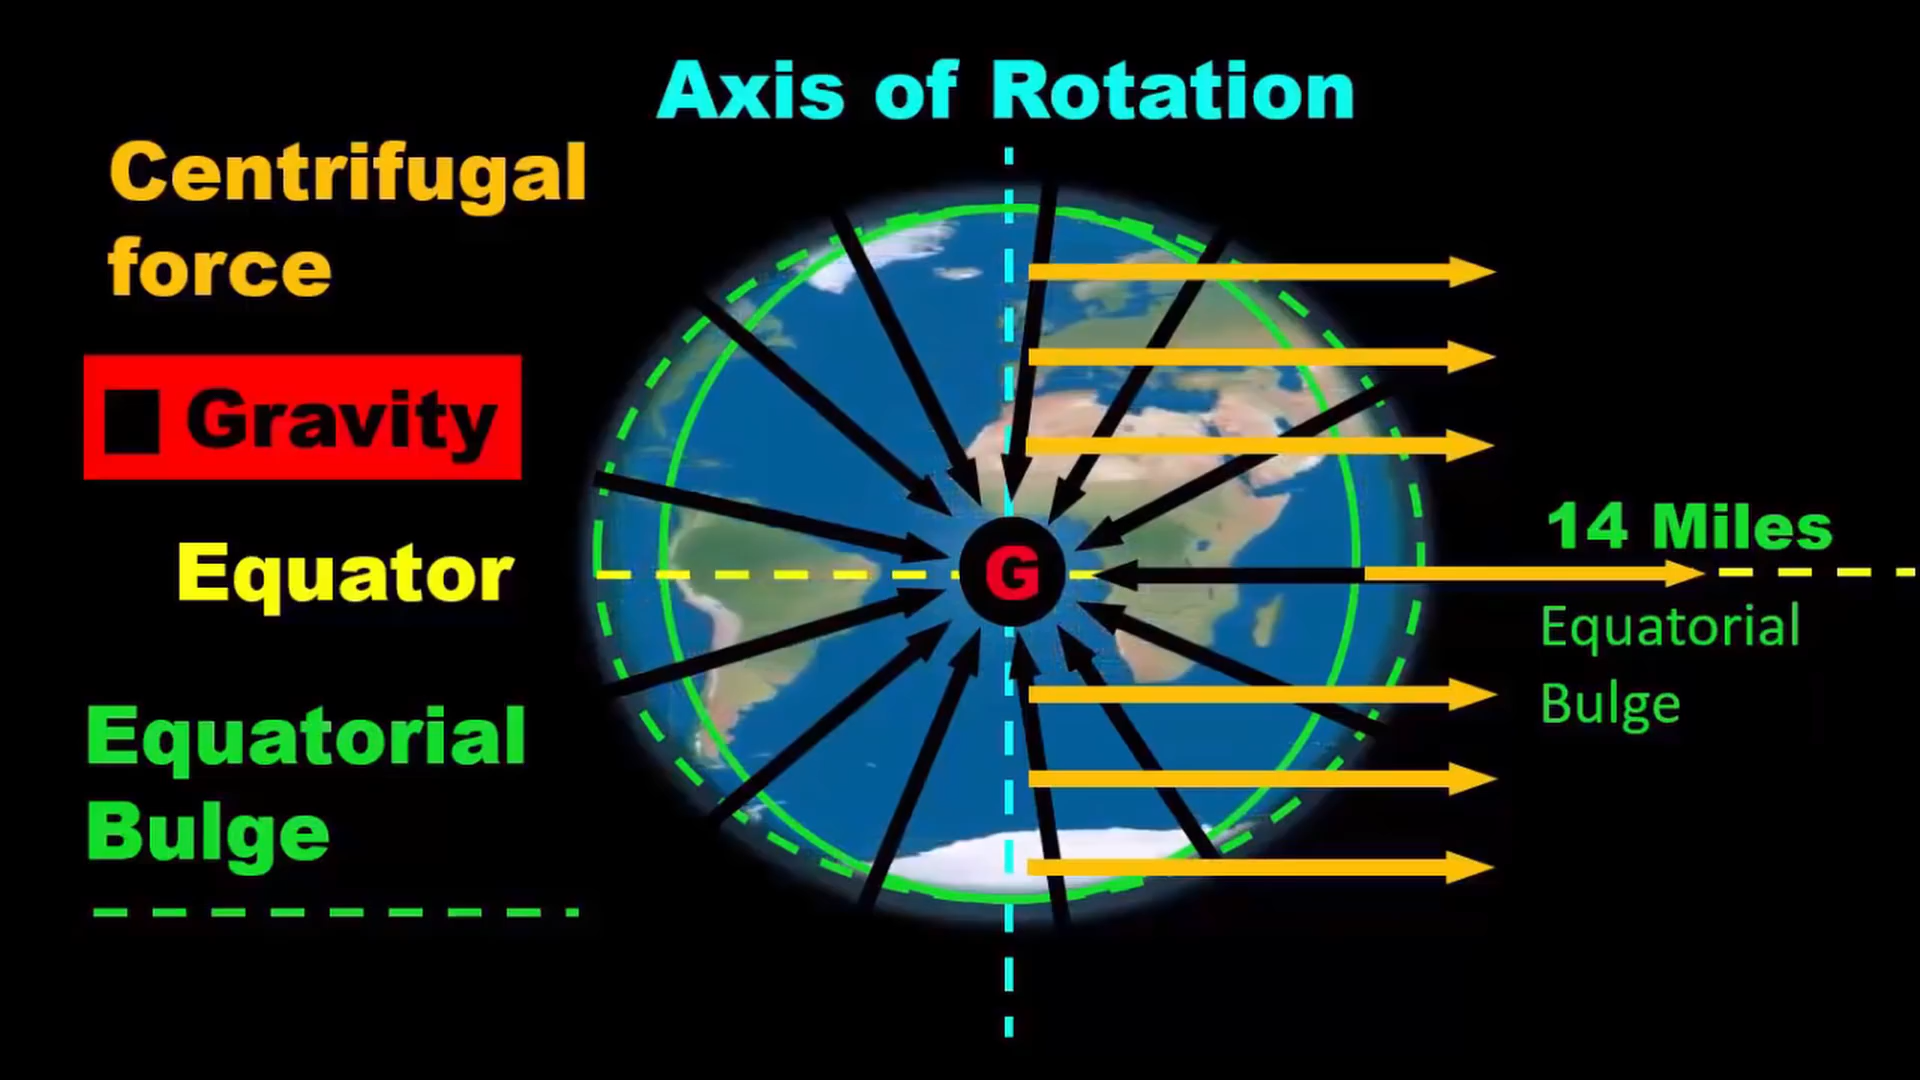 Axis of Rotation
Centrifugal
force
Gravity
Equator
Equatorial
Bulge
G
14 Miles
Equatorial
Bulge